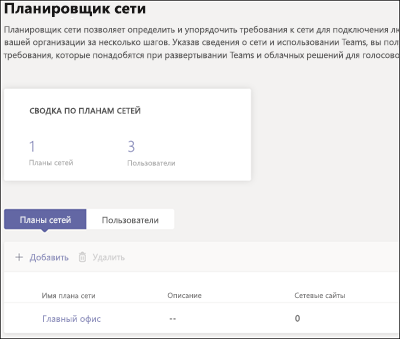 Планировщик сети
Планировщик сети позволяет определить и упорядочить требования к сети для подключения
вашей организации за несколько шагов. Указав сведения о сети и использовании Teams, вы
требования, которые понадобятся при развертывании Teams и облачных решений для
СВОДКА ПО ПЛАНАМ СЕТЕЙ
1 3
Планы сетей Пользователи
Планы сетей Пользователи
+ Добавить Удалить
Имя плана сети Описание Сетевые сайты
Главный офис -- 0